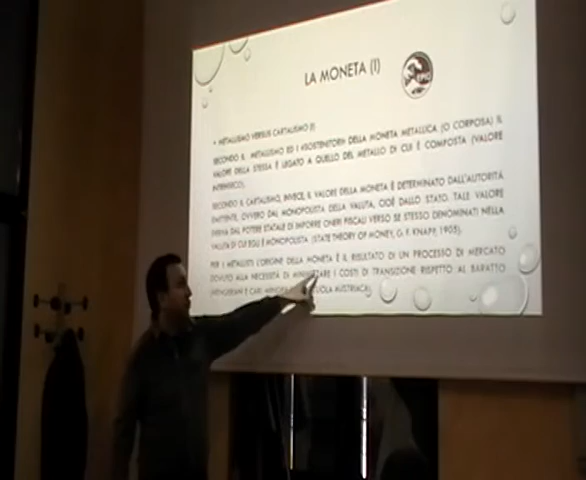 LA MONETA (I)
EPIC
• METALLISMO VERSUS CARTALISMO (I)
SECONDO IL METALLISMO ED I «SOSTENITORI» DELLA MONETA METALLICA (O CORPOSA) IL
VALORE DELLA STESSA È LEGATO A QUELLO DEL METALLO DI CUI È COMPOSTA (VALORE
INTRINSECO).
SECONDO IL CARTALISMO, INVECE, IL VALORE DELLA MONETA È DETERMINATO DALL'AUTORITÀ
EMITTENTE, OVVERO DAL MONOPOLISTA DELLA VALUTA, CIOÈ DALLO STATO. TALE VALORE
DERIVA DAL POTERE STATALE DI IMPORRE ONERI FISCALI VERSO SE STESSO DENOMINATI NELLA
VALUTA DI CUI EGLI È MONOPOLISTA (STATE THEORY OF MONEY, G. F. KNAPP, 1905).
PER I METALLISTI L'ORIGINE DELLA MONETA È IL RISULTATO DI UN PROCESSO DI MERCATO
DOVUTO ALLA NECESSITÀ DI MINIMIZZARE I COSTI DI TRANSIZIONE RISPETTO AL BARATTO
CARL AUSTRIACA)